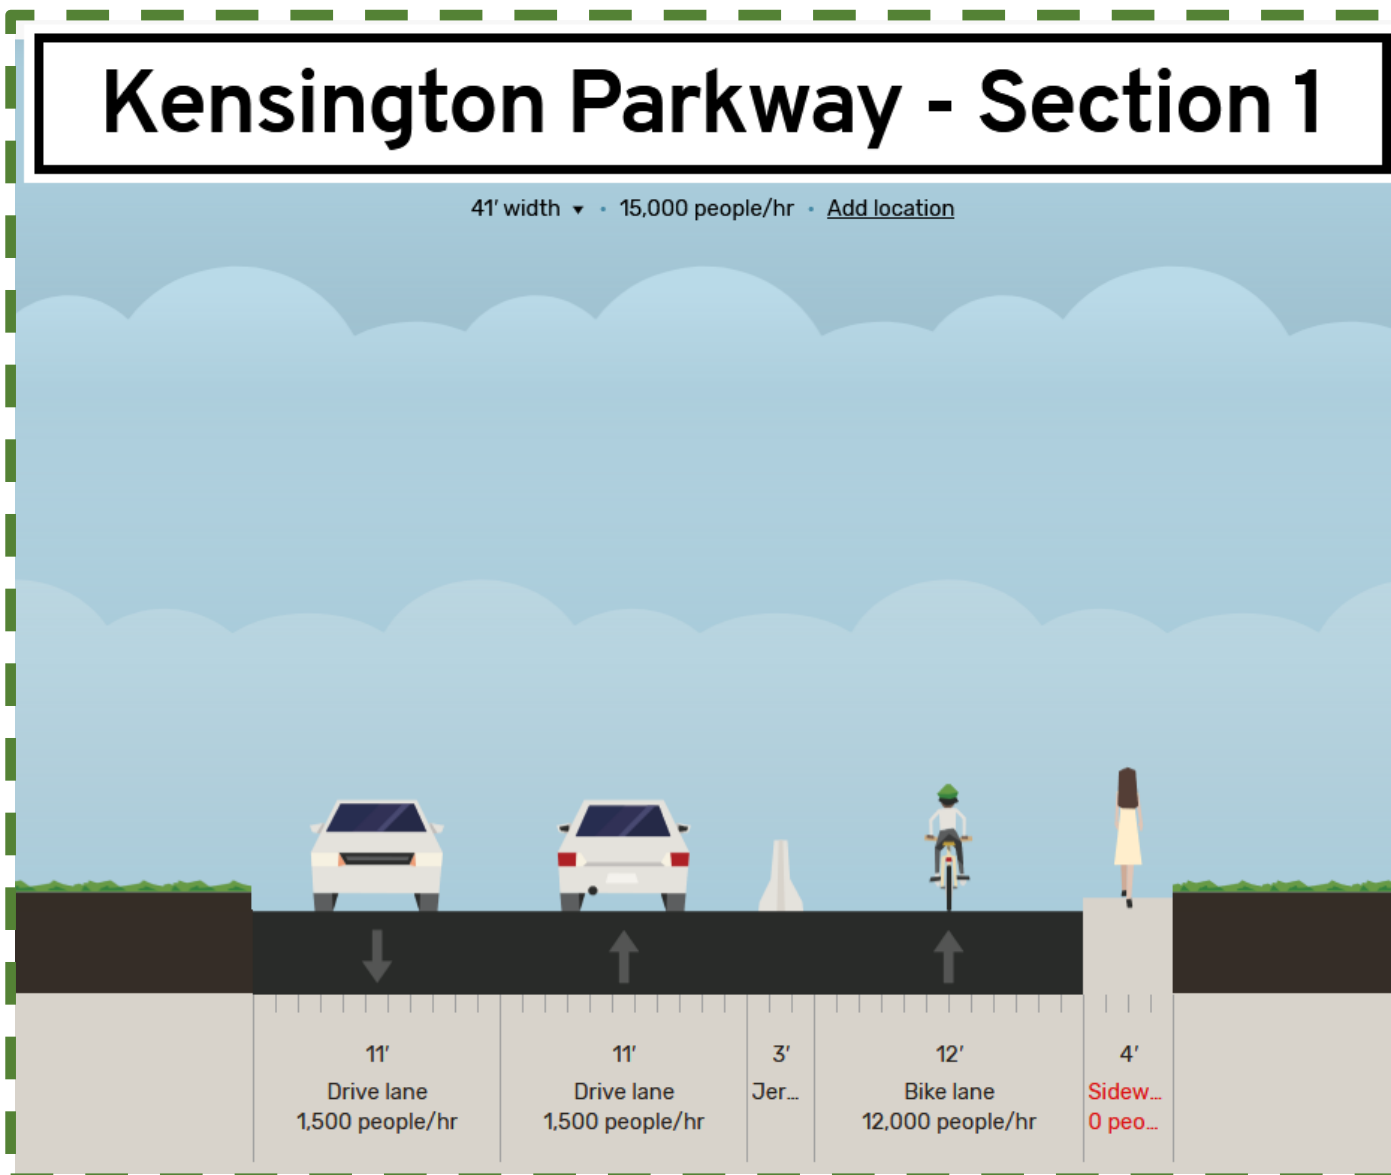 Kensington Parkway - Section 1
41′ width ▾ • 15,000 people/hr • Add location
11′ 11′ 3′ 12′ 4′
Drive lane Drive lane Jer... Bike lane Sidew...
1,500 people/hr 1,500 people/hr 12,000 people/hr 0 peo...